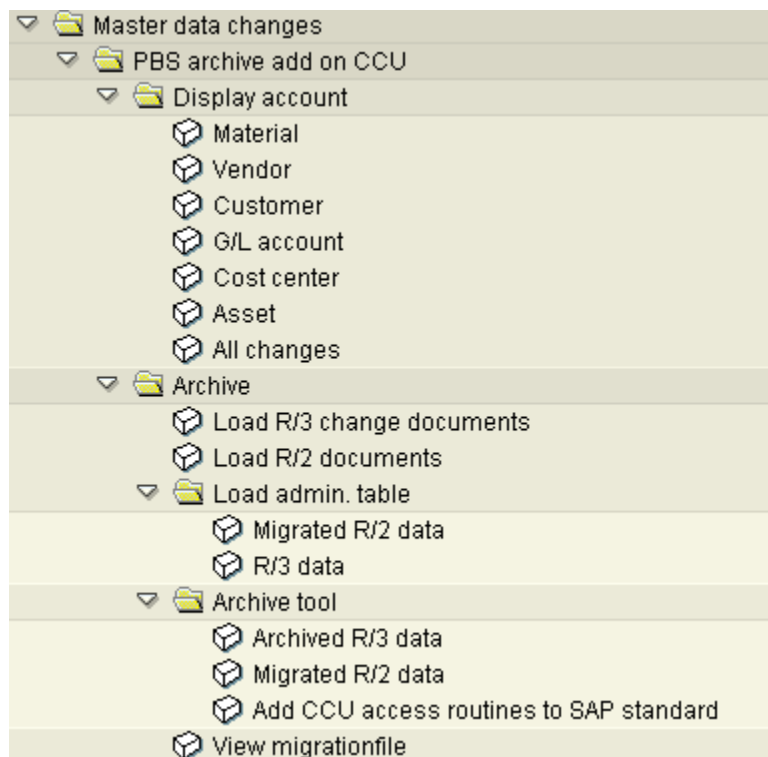 Master data changes
PBS archive add on CCU
Display account
Material
Vendor
Customer
G/L account
Cost center
Asset
All changes
Archive
Load R/3 change documents
Load R/2 documents
Load admin. table
Migrated R/2 data
R/3 data
Archive tool
Archived R/3 data
Migrated R/2 data
Add CCU access routines to SAP standard
View migrationfile